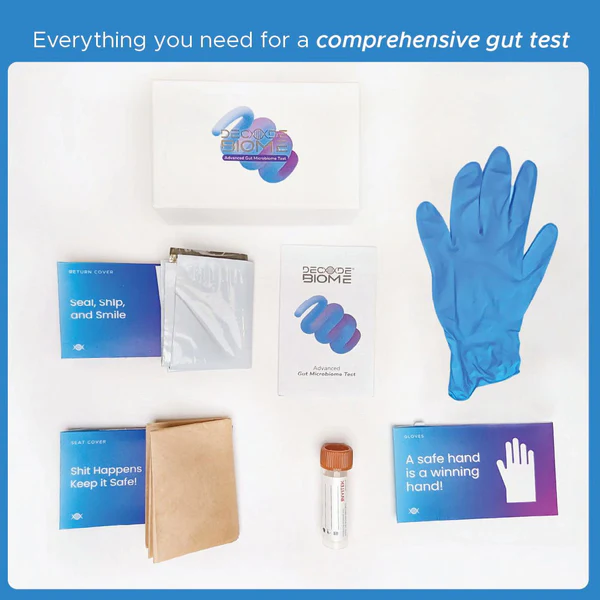 Everything you need for a comprehensive gut test
DECODE
BIOME
Advanced Gut Microbiome Test
RETURN COVER
Seal, Ship,
and Smile
DECODE
BIOME
Advanced
Gut Microbiome Test
SEAT COVER
Shit Happens
Keep it Safe!
GLOVES
A safe hand
is a winning
hand!